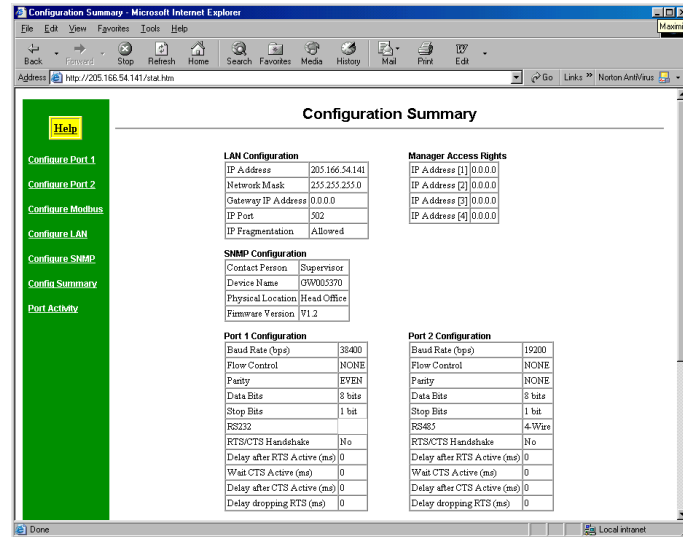 Configuration Summary - Microsoft Internet Explorer
Maximi
File Edit View Favorites Tools Help
Back Forward Stop Refresh Home Search Favorites Media History Mail Print Edit
Address http://205.166.54.141/stat.htm Go Links » Norton AntiVirus
Help
Configure Port 1
Configure Port 2
Configure Modbus
Configure LAN
Configure SNMP
Config Summary
Port Activity
Configuration Summary
LAN Configuration
IP Address 205.166.54.141
Network Mask 255.255.255.0
Gateway IP Address 0.0.0.0
IP Port 502
IP Fragmentation Allowed
Manager Access Rights
IP Address [1] 0.0.0.0
IP Address [2] 0.0.0.0
IP Address [3] 0.0.0.0
IP Address [4] 0.0.0.0
SNMP Configuration
Contact Person Supervisor
Device Name GW005370
Physical Location Head Office
Firmware Version V1.2
Port 1 Configuration
Baud Rate (bps) 38400
Flow Control NONE
Parity EVEN
Data Bits 8 bits
Stop Bits 1 bit
RS232
RTS/CTS Handshake No
Delay after RTS Active (ms) 0
Wait CTS Active (ms) 0
Delay after CTS Active (ms) 0
Delay dropping RTS (ms) 0
Port 2 Configuration
Baud Rate (bps) 19200
Flow Control NONE
Parity NONE
Data Bits 8 bits
Stop Bits 1 bit
RS485 4-Wire
RTS/CTS Handshake No
Delay after RTS Active (ms) 0
Wait CTS Active (ms) 0
Delay after CTS Active (ms) 0
Delay dropping RTS (ms) 0
Done Local intranet